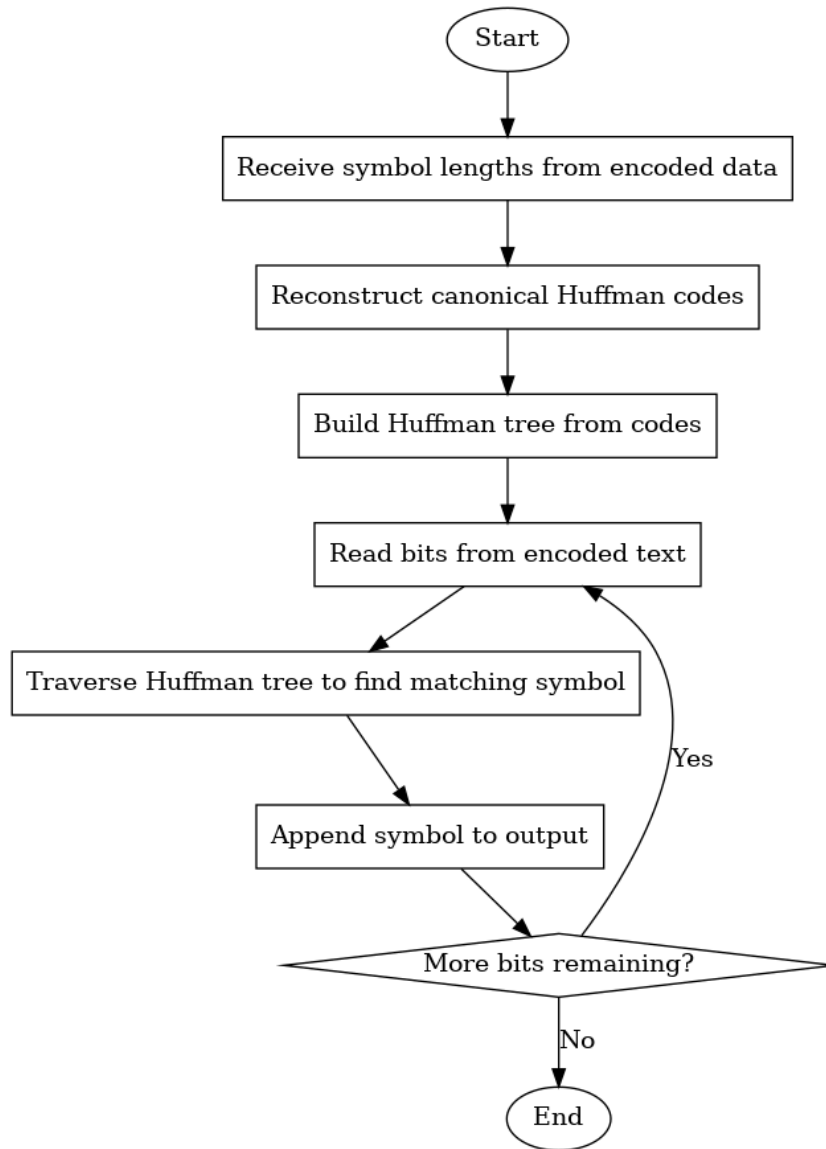 Start
Receive symbol lengths from encoded data
Reconstruct canonical Huffman codes
Build Huffman tree from codes
Read bits from encoded text
Traverse Huffman tree to find matching symbol
Yes
Append symbol to output
More bits remaining?
No
End